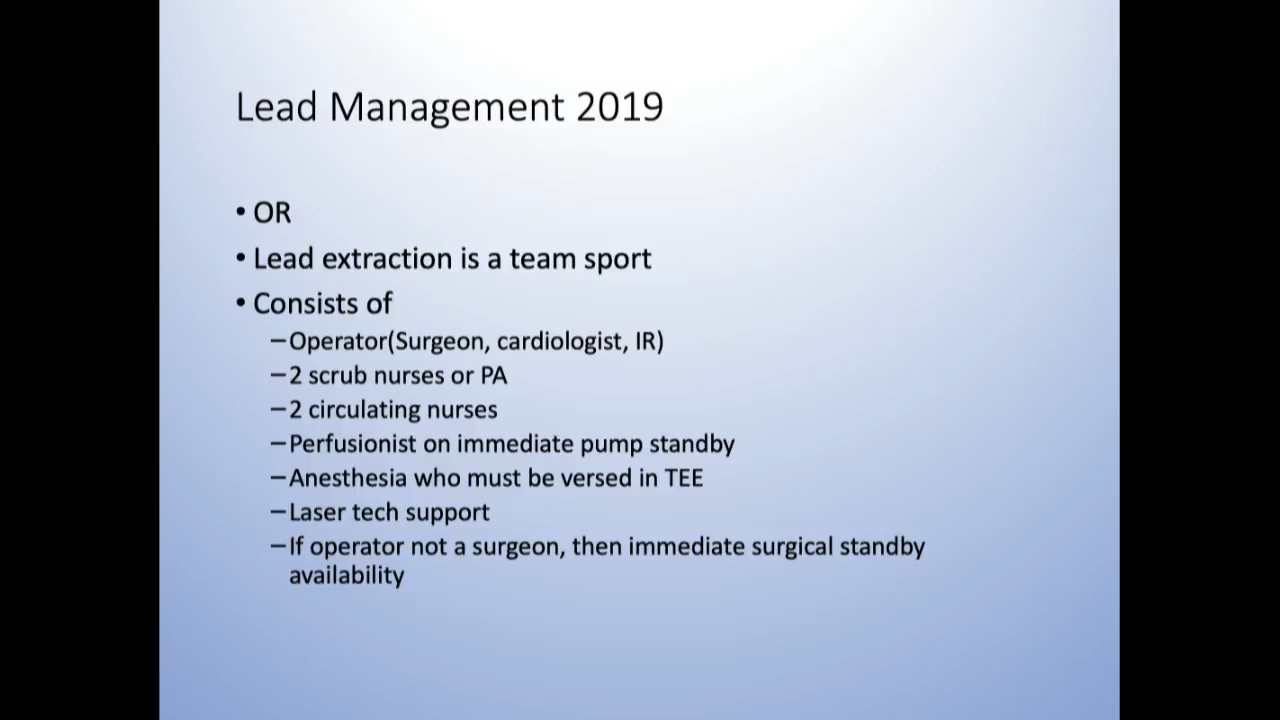 Lead Management 2019
• OR
• Lead extraction is a team sport
• Consists of
–Operator(Surgeon, cardiologist, IR)
–2 scrub nurses or PA
–2 circulating nurses
–Perfusionist on immediate pump standby
–Anesthesia who must be versed in TEE
–Laser tech support
–If operator not a surgeon, then immediate surgical standby
availability